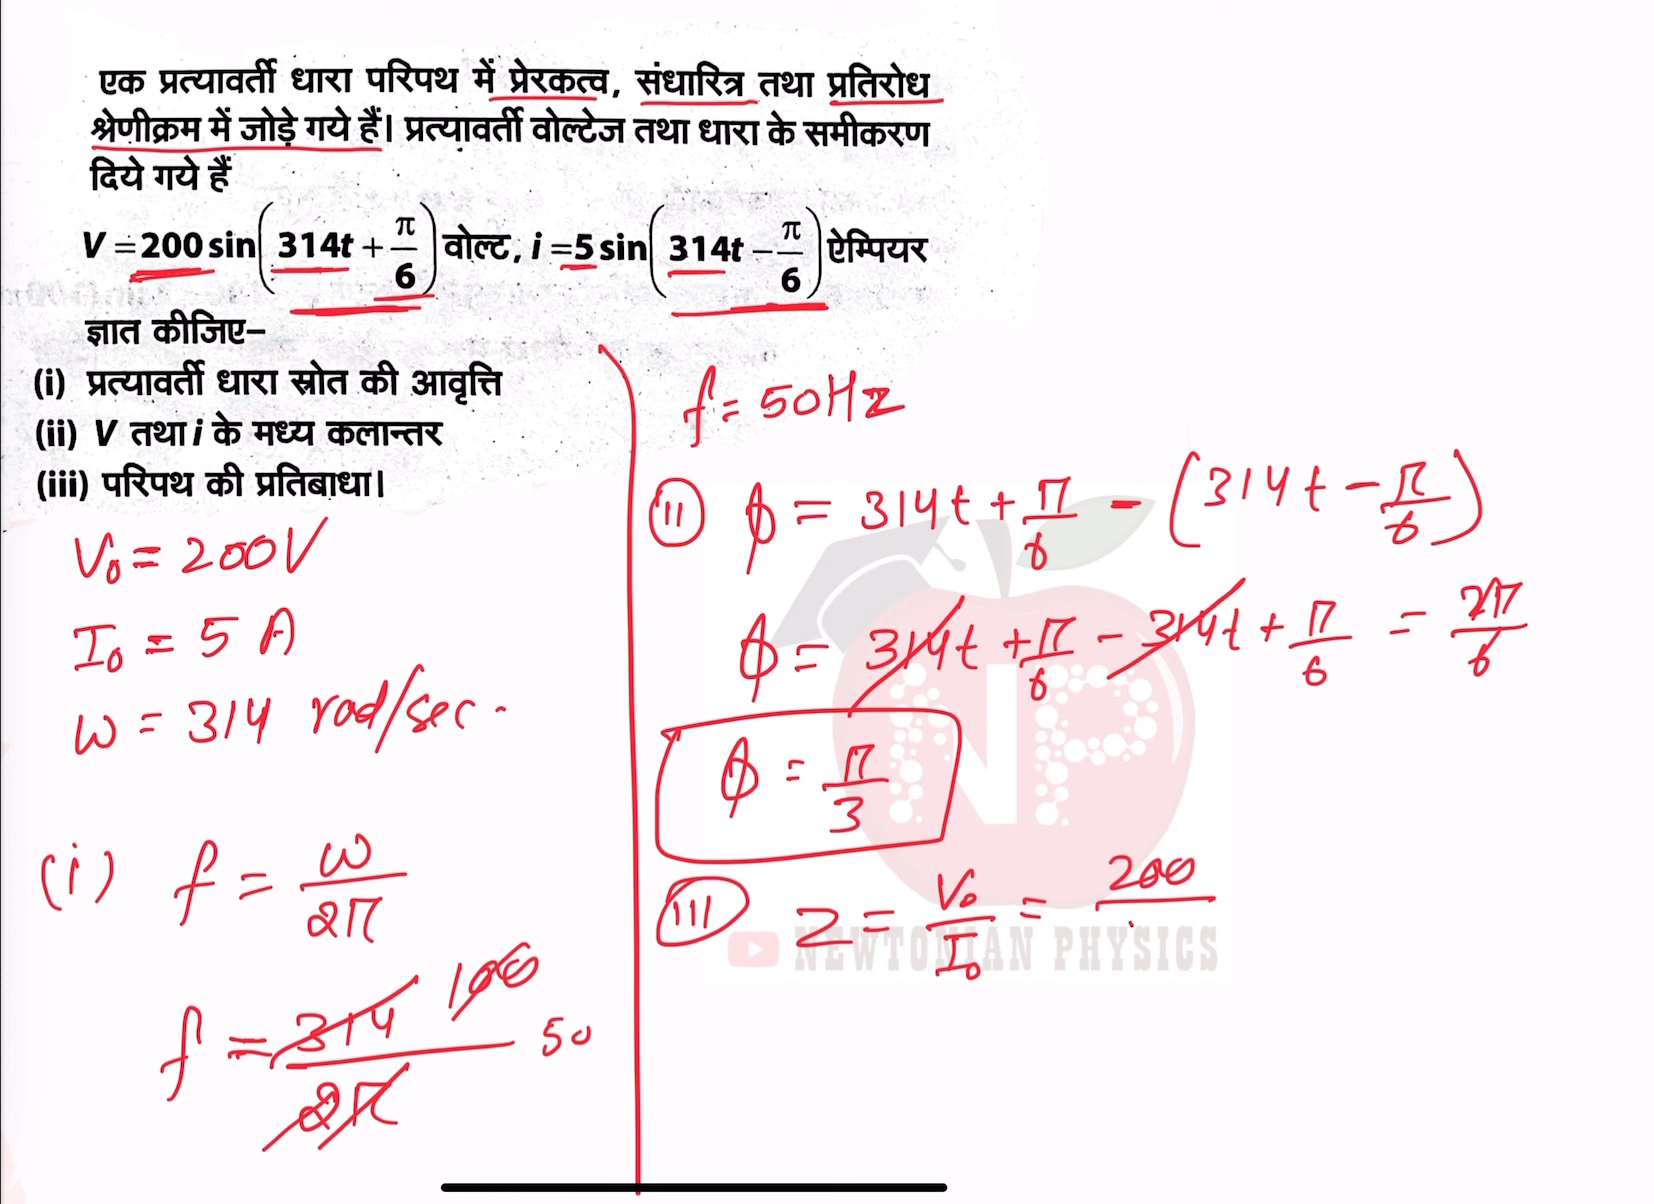 एक प्रत्यावर्ती धारा परिपथ में प्रेरकत्व, संधारित्र तथा प्रतिरोध
श्रेणीक्रम में जोड़े गये हैं। प्रत्यावर्ती वोल्टेज तथा धारा के समीकरण
दिये गये हैं
V = 200 sin(314t + π/6) वोल्ट, i = 5 sin(314t − π/6) ऐम्पियर
ज्ञात कीजिए–
(i) प्रत्यावर्ती धारा स्रोत की आवृत्ति
(ii) V तथा i के मध्य कलान्तर
(iii) परिपथ की प्रतिबाधा।
V₀ = 200V
I₀ = 5 A
ω = 314 rad/sec.
(i) f = ω/2π
f = 314/2π 100 50
f = 50Hz
(ii) ϕ = 314t + π/6 - (314t - π/6)
ϕ = 314t + π/6 - 314t + π/6 = 2π/6
ϕ = π/3
(iii) Z = V₀/I₀ = 200
NP
NEWTONIAN PHYSICS